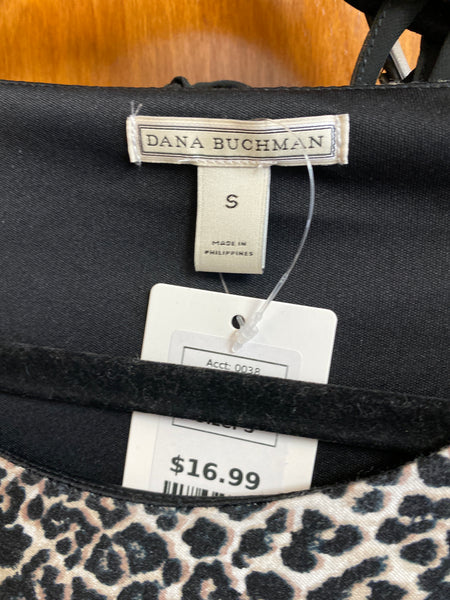 DANA BUCHMAN
S
MADE IN
PHILIPPINES
Acct: 0038
$16.99